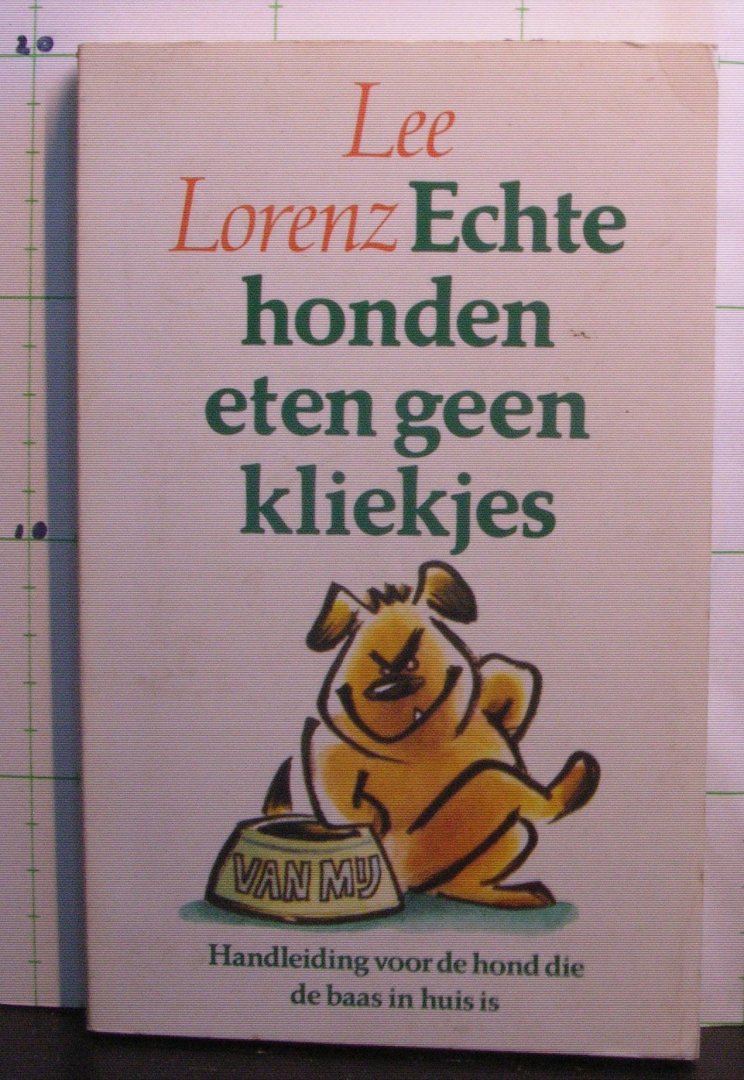 20
Lee
Lorenz Echte
honden
eten geen
kliekjes
10
VAN MIJ
Handleiding voor de hond die
de baas in huis is